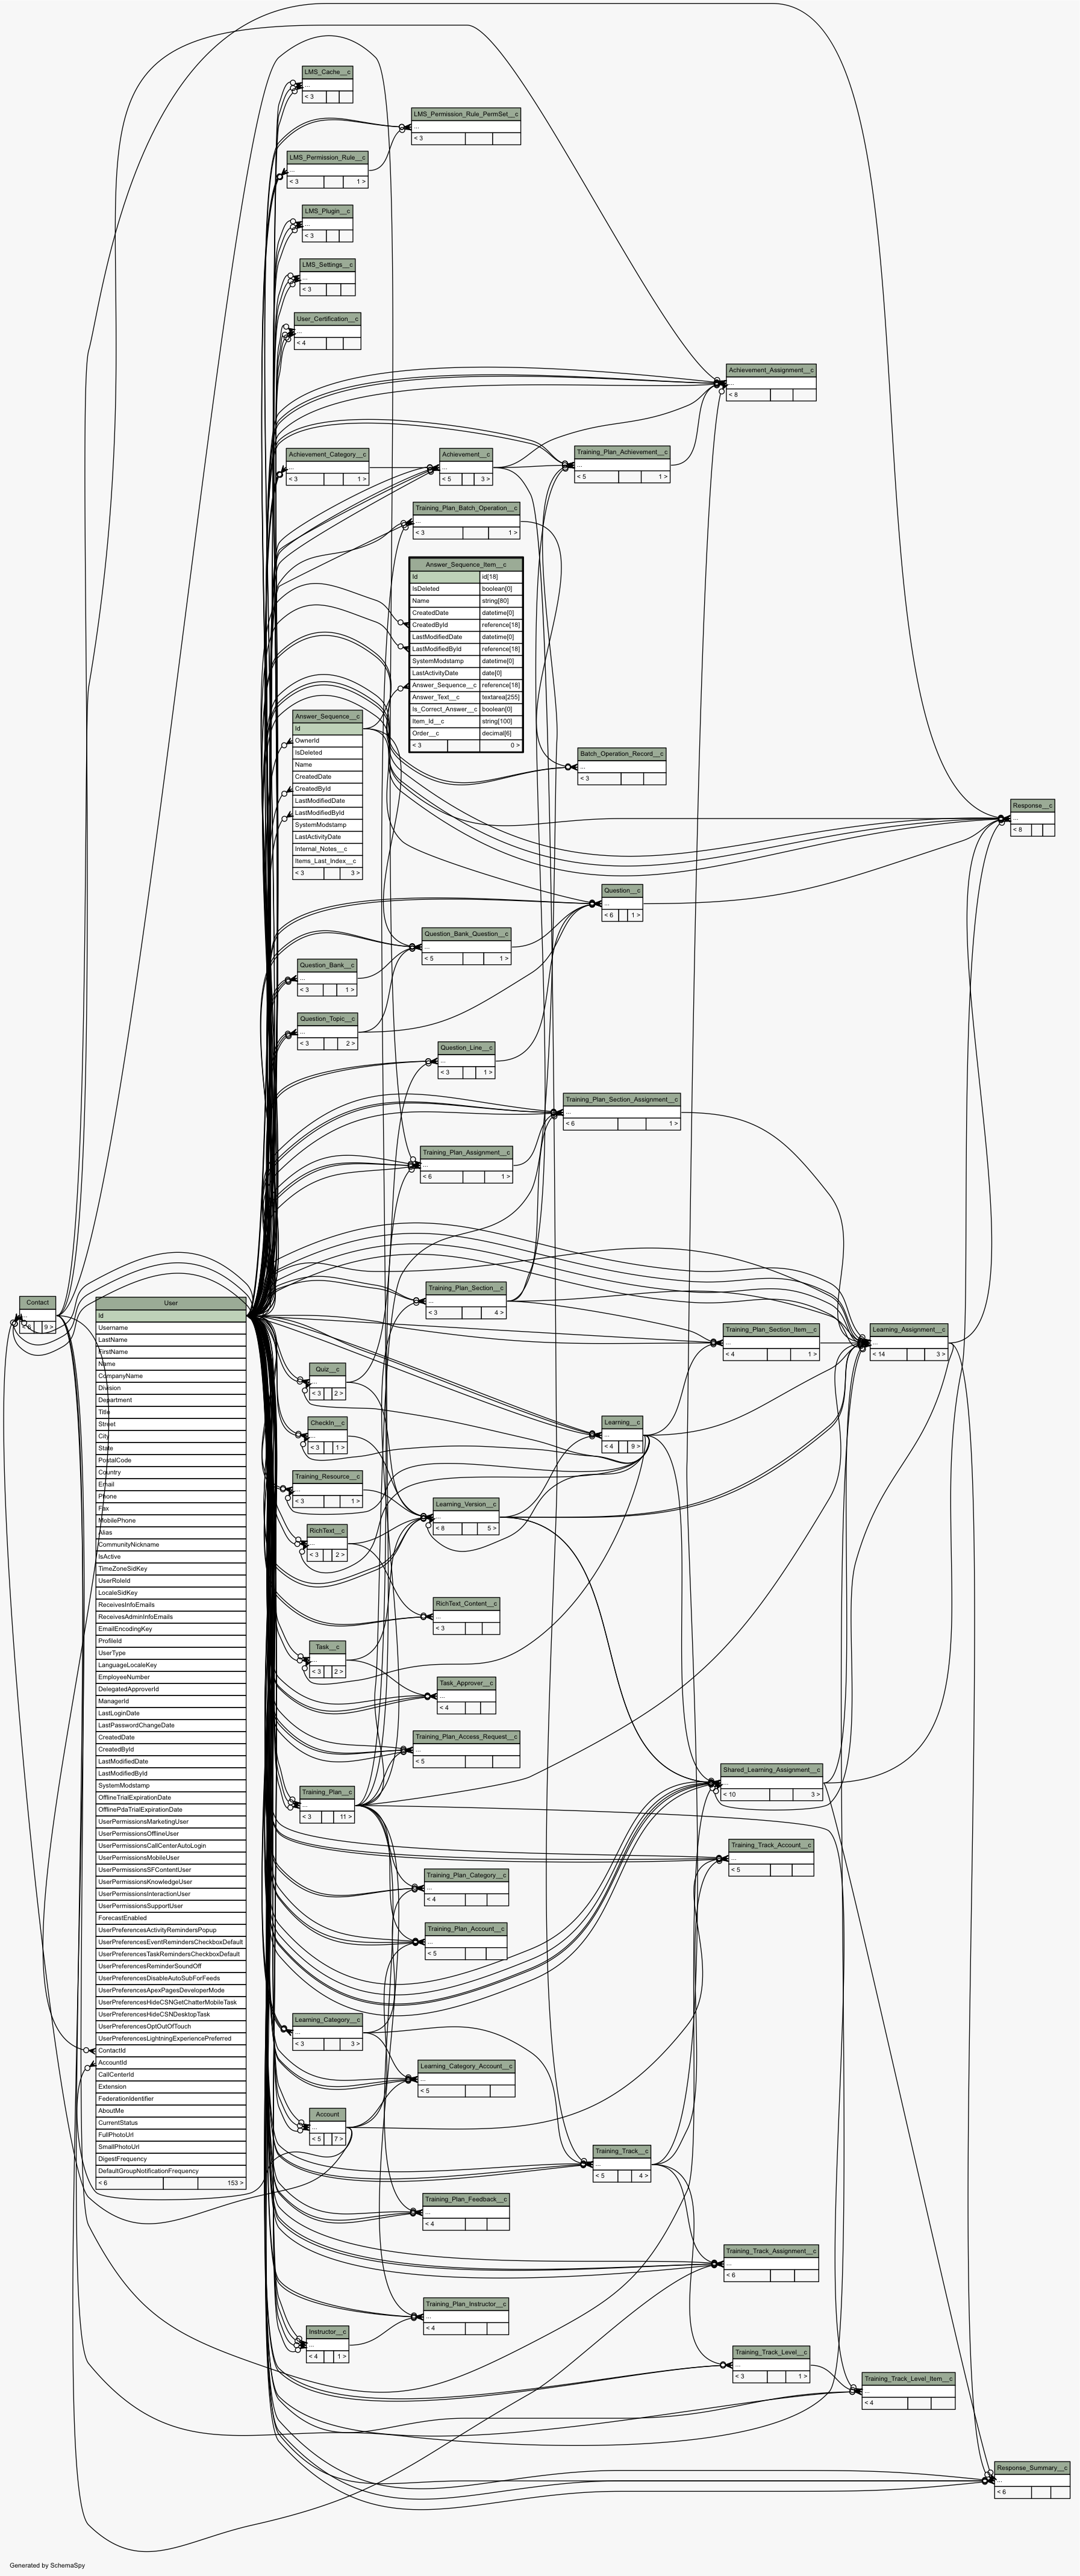 LMS_Cache__c
...
< 3
LMS_Permission_Rule_PermSet__c
...
< 3
LMS_Permission_Rule__c
...
< 3 1 >
LMS_Plugin__c
...
< 3
LMS_Settings__c
...
< 3
User_Certification__c
...
< 4
Achievement_Assignment__c
...
< 8
Achievement_Category__c
...
< 3 1 >
Achievement__c
...
< 5 3 >
Training_Plan_Achievement__c
...
< 5 1 >
Training_Plan_Batch_Operation__c
...
< 3 1 >
Answer_Sequence_Item__c
Id id[18]
IsDeleted boolean[0]
Name string[80]
CreatedDate datetime[0]
CreatedById reference[18]
LastModifiedDate datetime[0]
LastModifiedById reference[18]
SystemModstamp datetime[0]
LastActivityDate date[0]
Answer_Sequence__c reference[18]
Answer_Text__c textarea[255]
Is_Correct_Answer__c boolean[0]
Item_Id__c string[100]
Order__c decimal[6]
< 3 0 >
Answer_Sequence__c
Id
OwnerId
IsDeleted
Name
CreatedDate
CreatedById
LastModifiedDate
LastModifiedById
SystemModstamp
LastActivityDate
Internal_Notes__c
Items_Last_Index__c
< 3 3 >
Batch_Operation_Record__c
...
< 3
Response__c
...
< 8
Question__c
...
< 6 1 >
Question_Bank_Question__c
...
< 5 1 >
Question_Bank__c
...
< 3 1 >
Question_Topic__c
...
< 3 2 >
Question_Line__c
...
< 3 1 >
Training_Plan_Section_Assignment__c
...
< 6 1 >
Training_Plan_Assignment__c
...
< 6 1 >
Training_Plan_Section__c
...
< 3 4 >
Contact
...
9 >
User
Id
Username
LastName
FirstName
Name
CompanyName
Division
Department
Title
Street
City
State
PostalCode
Country
Email
Phone
Fax
MobilePhone
Alias
CommunityNickname
IsActive
TimeZoneSidKey
UserRoleId
LocaleSidKey
ReceivesInfoEmails
ReceivesAdminInfoEmails
EmailEncodingKey
ProfileId
UserType
LanguageLocaleKey
EmployeeNumber
DelegatedApproverId
ManagerId
LastLoginDate
LastPasswordChangeDate
CreatedDate
CreatedById
LastModifiedDate
LastModifiedById
SystemModstamp
OfflineTrialExpirationDate
OfflinePdaTrialExpirationDate
UserPermissionsMarketingUser
UserPermissionsOfflineUser
UserPermissionsCallCenterAutoLogin
UserPermissionsMobileUser
UserPermissionsSFContentUser
UserPermissionsKnowledgeUser
UserPermissionsInteractionUser
UserPermissionsSupportUser
ForecastEnabled
UserPreferencesActivityRemindersPopup
UserPreferencesEventRemindersCheckboxDefault
UserPreferencesTaskRemindersCheckboxDefault
UserPreferencesReminderSoundOff
UserPreferencesDisableAutoSubForFeeds
UserPreferencesApexPagesDeveloperMode
UserPreferencesHideCSNGetChatterMobileTask
UserPreferencesHideCSNDesktopTask
UserPreferencesOptOutOfTouch
UserPreferencesLightningExperiencePreferred
ContactId
AccountId
CallCenterId
Extension
FederationIdentifier
AboutMe
CurrentStatus
FullPhotoUrl
SmallPhotoUrl
DigestFrequency
DefaultGroupNotificationFrequency
< 6 153 >
Training_Plan_Section_Item__c
...
< 4 1 >
Learning_Assignment__c
...
< 14 3 >
Quiz__c
...
< 3 2 >
CheckIn__c
...
< 3 1 >
Learning__c
...
< 4 9 >
Training_Resource__c
...
< 3 1 >
Learning_Version__c
...
< 8 5 >
RichText__c
...
< 3 2 >
RichText_Content__c
...
< 3
Task__c
...
< 3 2 >
Task_Approver__c
...
< 4
Training_Plan_Access_Request__c
...
< 5
Shared_Learning_Assignment__c
...
< 10 3 >
Training_Plan__c
...
< 3 11 >
Training_Track_Account__c
...
< 5
Training_Plan_Category__c
...
< 4
Training_Plan_Account__c
...
< 5
Learning_Category__c
...
< 3 3 >
Learning_Category_Account__c
...
< 5
Account
...
< 5 7 >
Training_Track__c
...
< 5 4 >
Training_Plan_Feedback__c
...
< 4
Training_Track_Assignment__c
...
< 6
Training_Plan_Instructor__c
...
< 4
Instructor__c
...
< 4 1 >
Training_Track_Level__c
...
< 3 1 >
Training_Track_Level_Item__c
...
< 4
Response_Summary__c
...
< 6
Generated by SchemaSpy